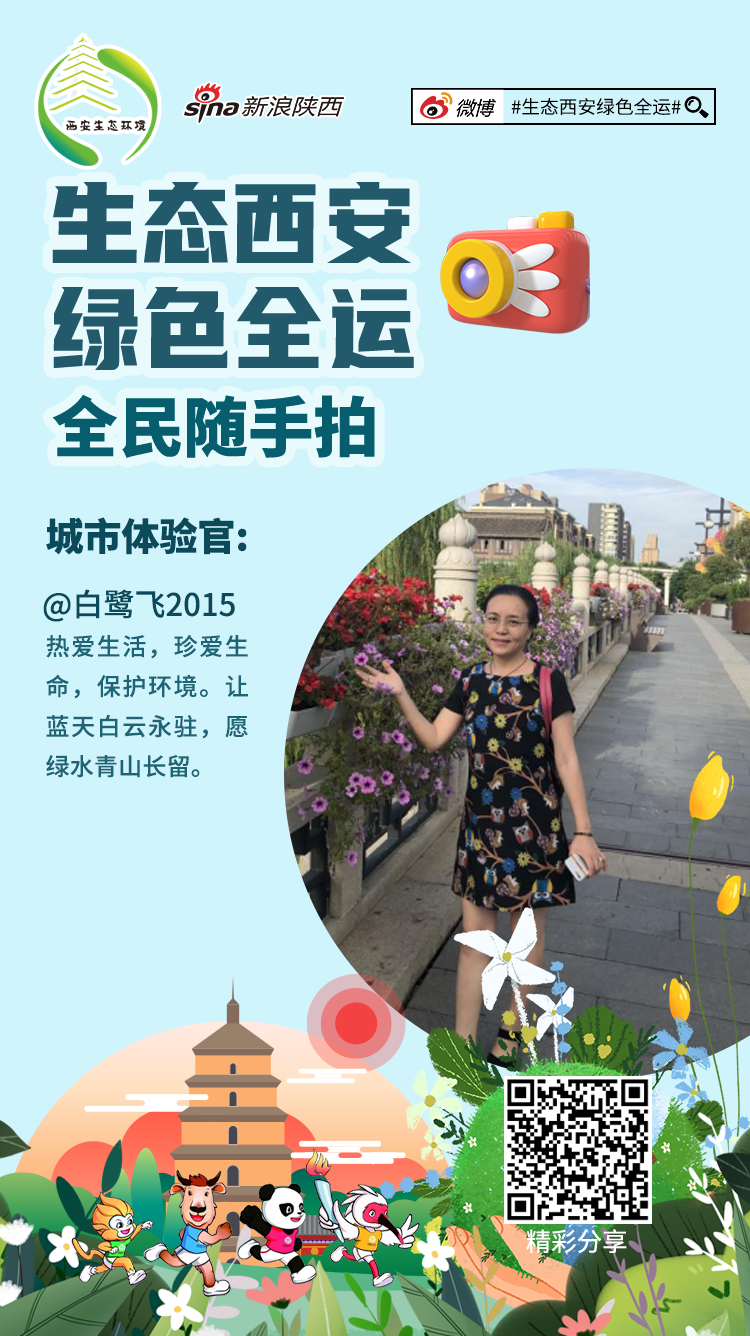 西安生态环境
sina新浪陕西
微博
#生态西安绿色全运#
生态西安
绿色全运
全民随手拍
城市体验官:
@白鹭飞2015
热爱生活，珍爱生
命，保护环境。让
蓝天白云永驻，愿
绿水青山长留。
精彩分享